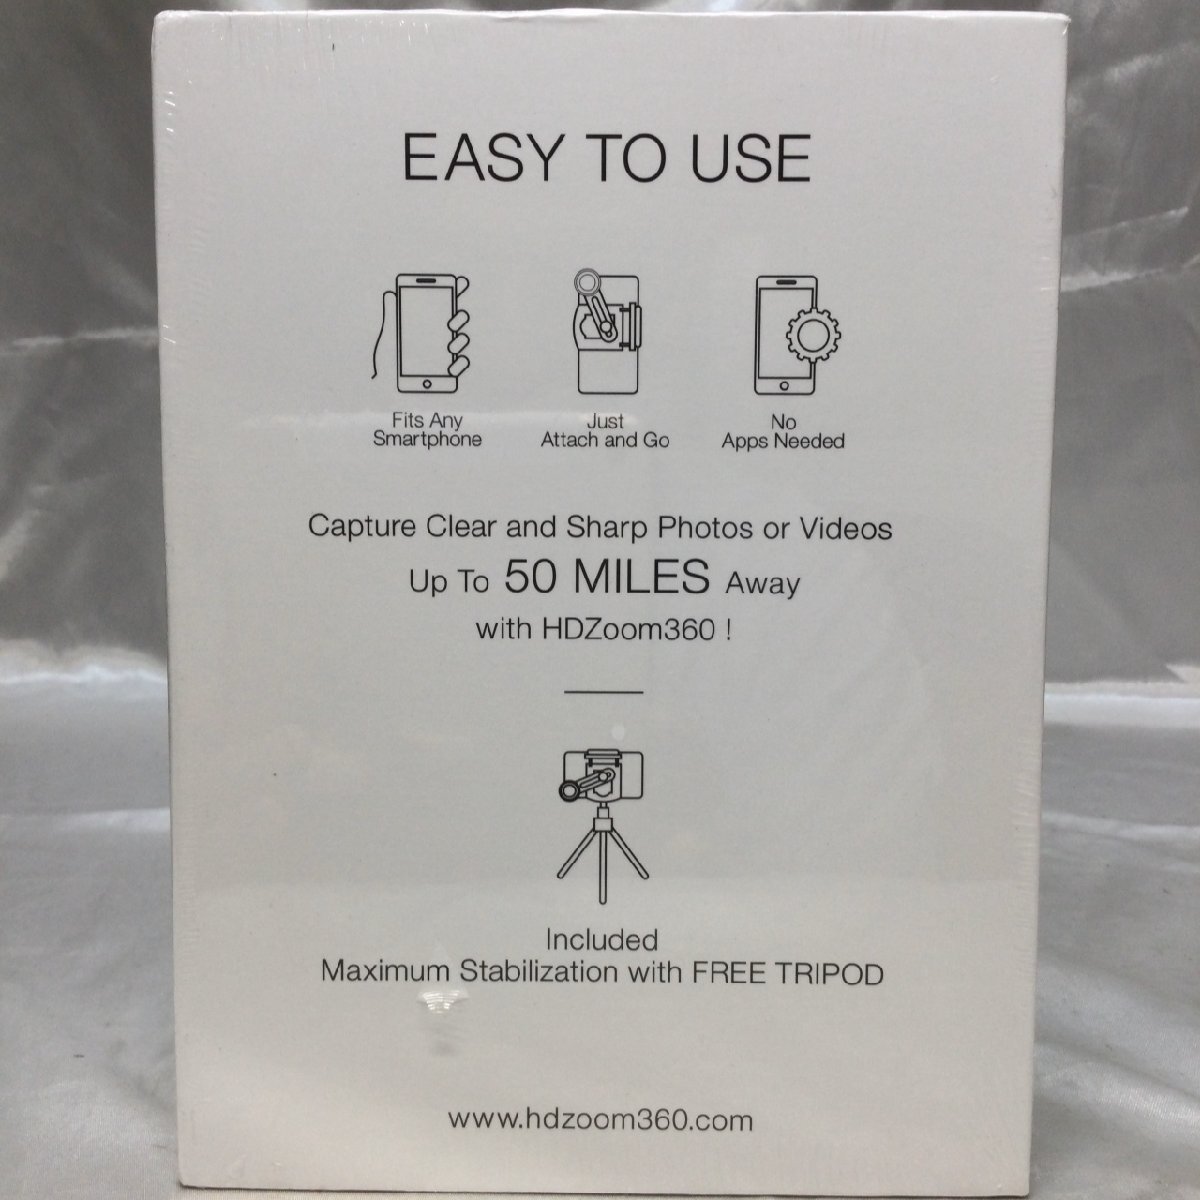 EASY TO USE
Fits Any
Smartphone
Just
Attach and Go
No
Apps Needed
Capture Clear and Sharp Photos or Videos
Up To 50 MILES Away
with HDZoom360 !
Included
Maximum Stabilization with FREE TRIPOD
www.hdzoom360.com